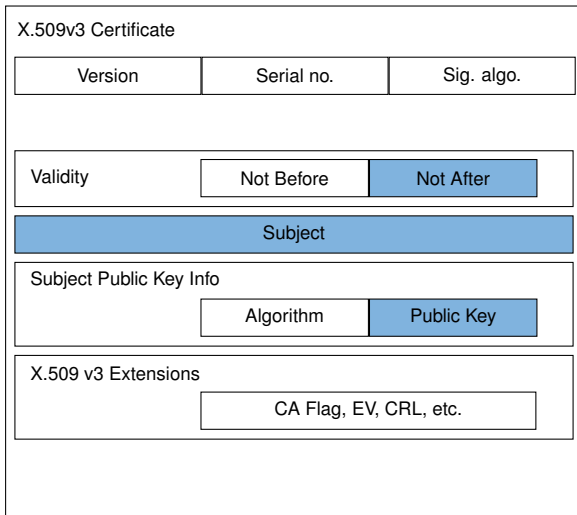 X.509v3 Certificate
Version Serial no. Sig. algo.
Validity Not Before Not After
Subject
Subject Public Key Info
Algorithm Public Key
X.509 v3 Extensions
CA Flag, EV, CRL, etc.